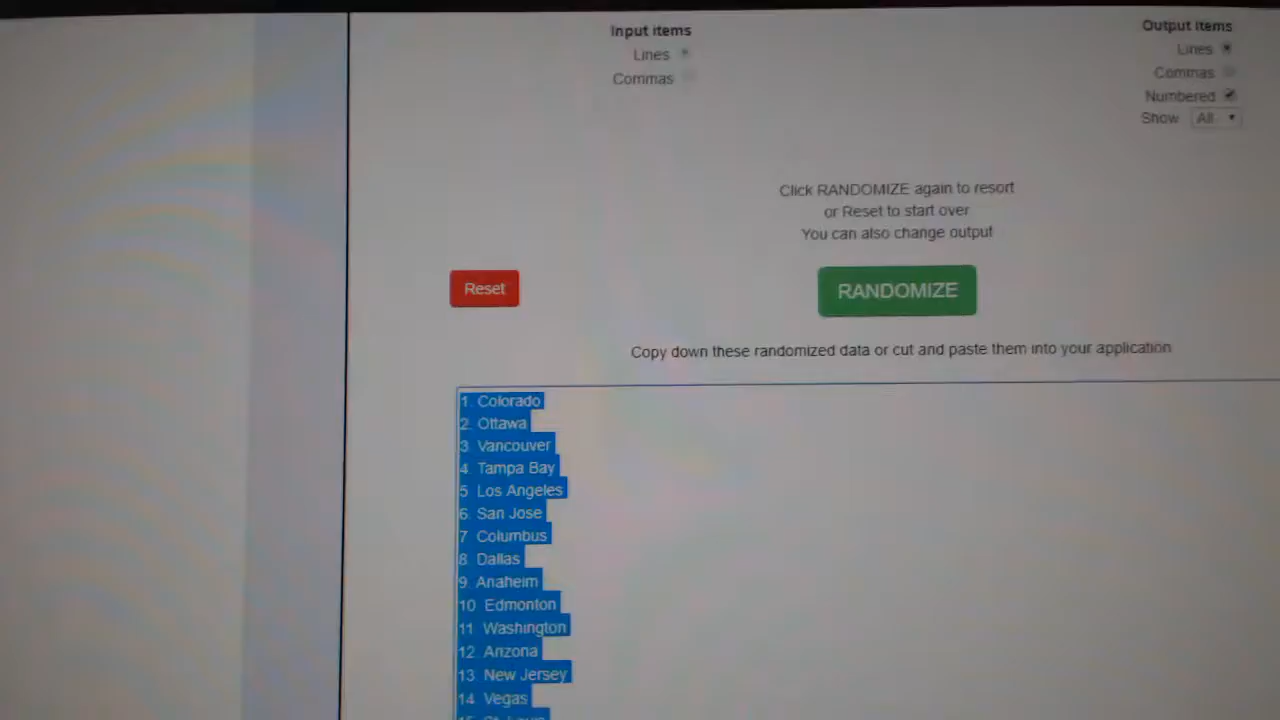 Input items
Lines
Commas
Output items
Lines
Commas
Numbered
Show All
Click RANDOMIZE again to resort
or Reset to start over
You can also change output
Reset
RANDOMIZE
Copy down these randomized data or cut and paste them into your application
1. Colorado
2. Ottawa
3. Vancouver
4. Tampa Bay
5. Los Angeles
6. San Jose
7. Columbus
8. Dallas
9. Anaheim
10. Edmonton
11. Washington
12. Arizona
13. New Jersey
14. Vegas
15. St. Louis